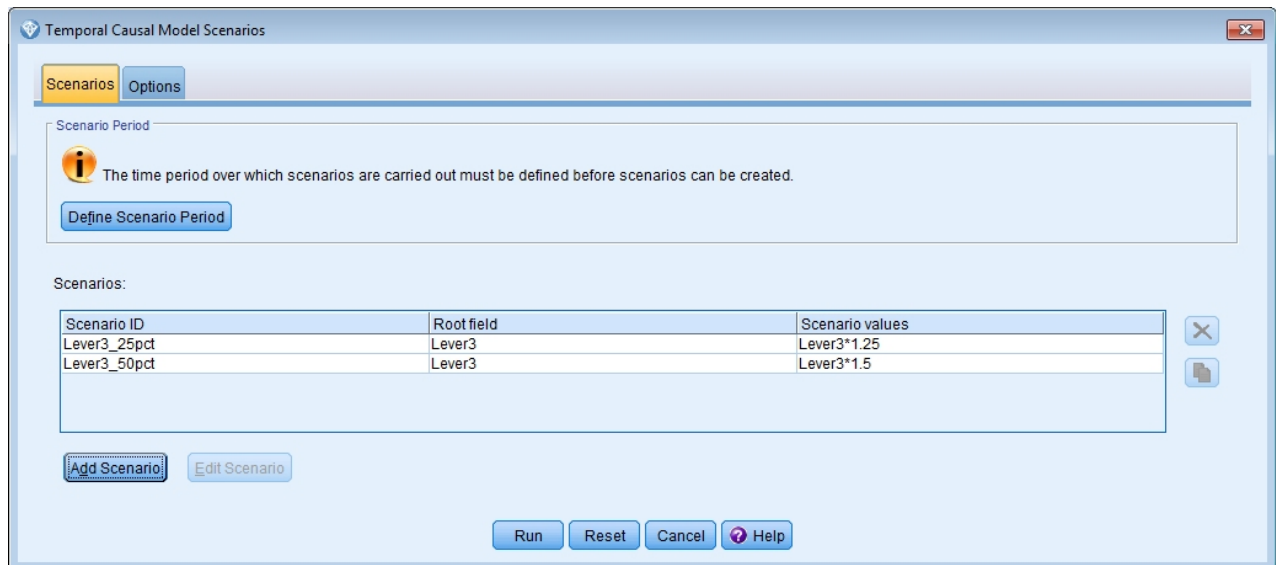 Temporal Causal Model Scenarios
Scenarios Options
Scenario Period
The time period over which scenarios are carried out must be defined before scenarios can be created.
Define Scenario Period
Scenarios:
Scenario ID Root field Scenario values
Lever3_25pct Lever3 Lever3*1.25
Lever3_50pct Lever3 Lever3*1.5
Add Scenario Edit Scenario
Run Reset Cancel Help